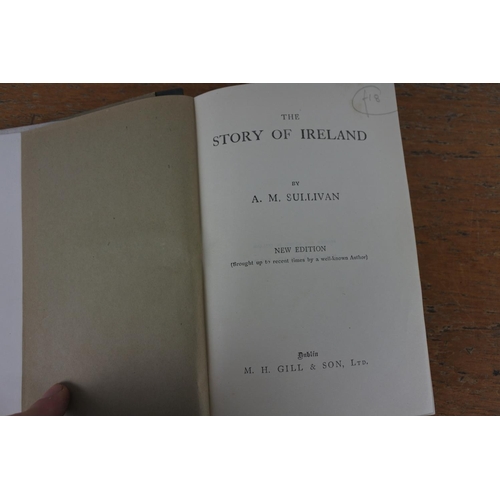 £18
THE
STORY OF IRELAND
BY
A. M. SULLIVAN
NEW EDITION
(Brought up to recent times by a well-known Author)
Dublin
M. H. GILL & SON, LTD.